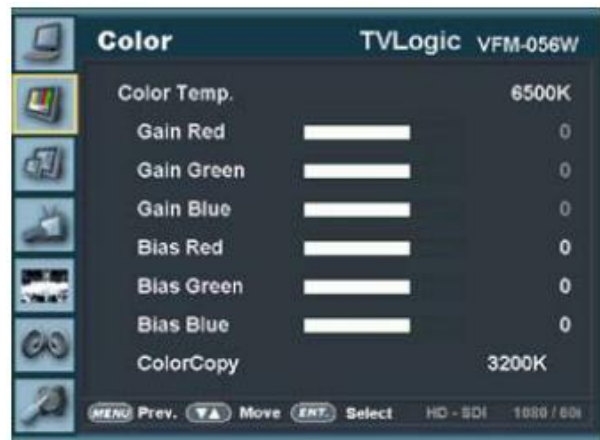 Color TVLogic VFM-056W
Color Temp. 6500K
Gain Red 0
Gain Green 0
Gain Blue 0
Bias Red 0
Bias Green 0
Bias Blue 0
ColorCopy 3200K
MENU Prev. ▼▲ Move ENT. Select HD - SDI 1080 / 60i